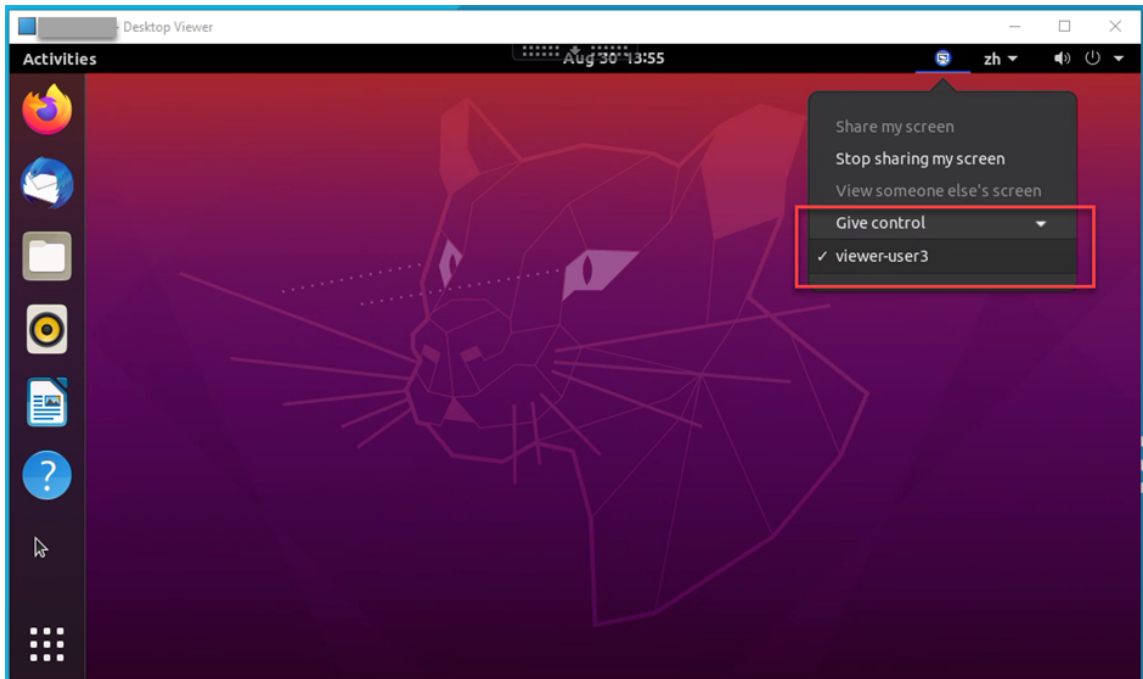 - Desktop Viewer
Activities
Aug 30 13:55
zh
Share my screen
Stop sharing my screen
View someone else's screen
Give control
✓ viewer-user3
?